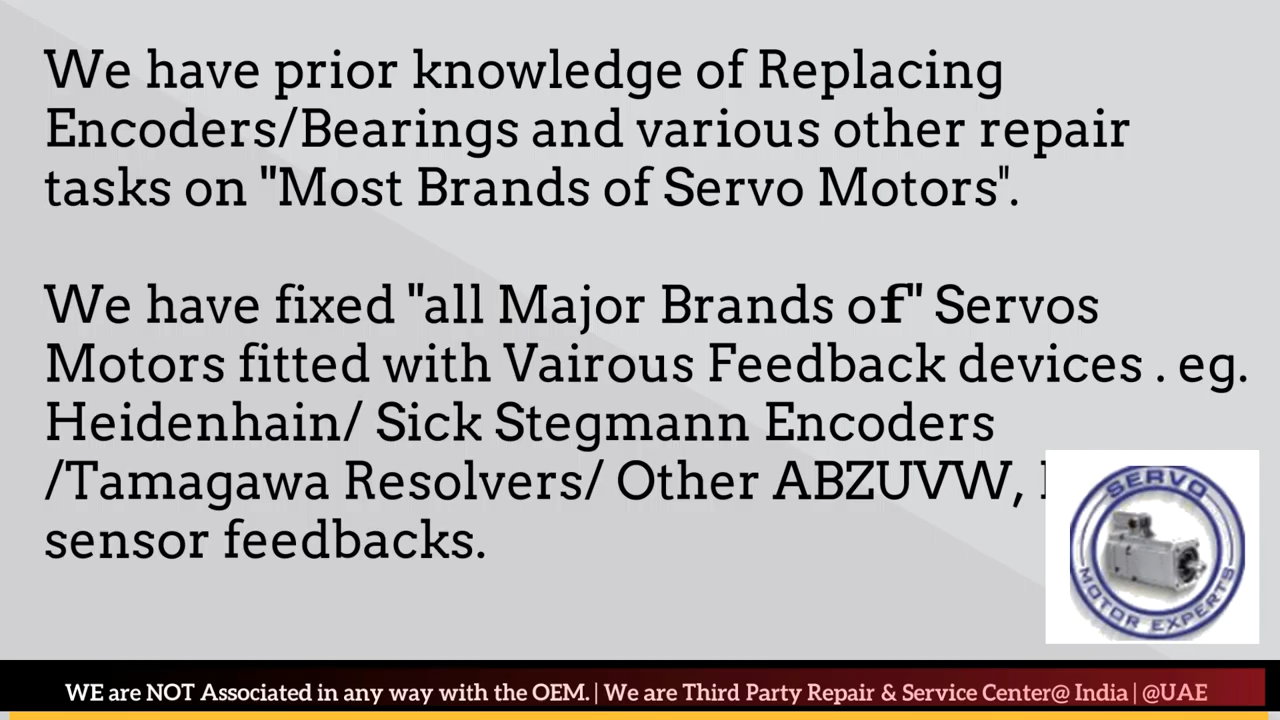 We have prior knowledge of Replacing
Encoders/Bearings and various other repair
tasks on "Most Brands of Servo Motors".
We have fixed "all Major Brands of" Servos
Motors fitted with Vairous Feedback devices . eg.
Heidenhain/ Sick Stegmann Encoders
/Tamagawa Resolvers/ Other ABZUVW,
sensor feedbacks.
SERVO
MOTOR EXPERTS
WE are NOT Associated in any way with the OEM. | We are Third Party Repair & Service Center@ India | @UAE